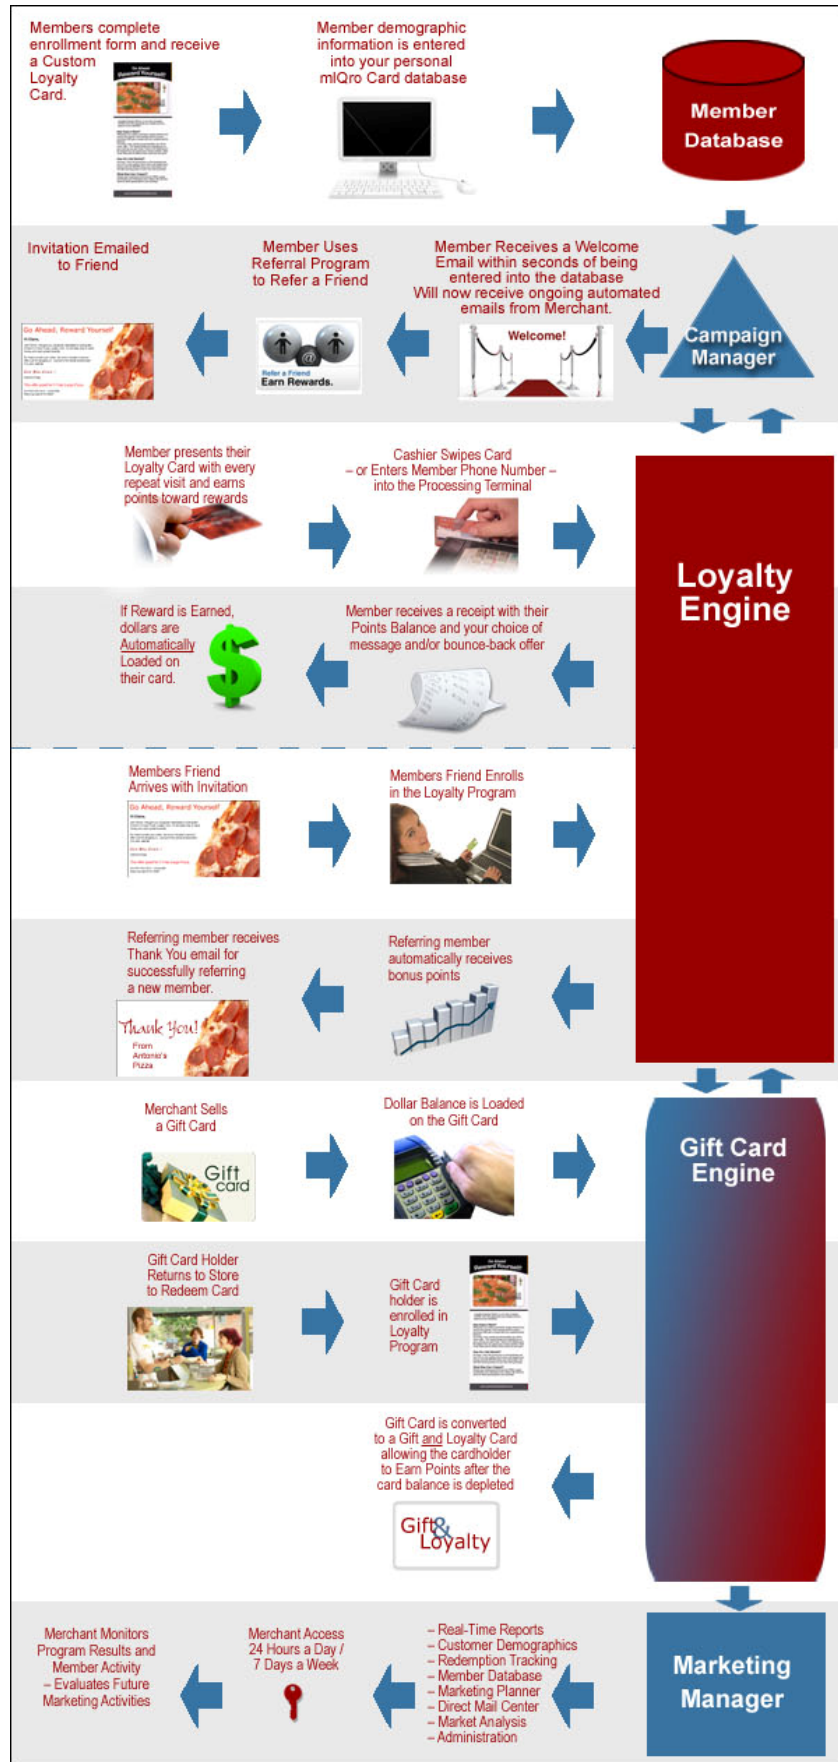 Members complete
enrollment form and receive
a Custom
Loyalty
Card.
Reward Yourself
Member demographic
information is entered
into your personal
mIQro Card database
Member
Database
Invitation Emailed
to Friend
Go Ahead, Reward Yourself
Member Uses
Referral Program
to Refer a Friend
@
Refer a Friend
Earn Rewards.
Member Receives a Welcome
Email within seconds of being
entered into the database
Will now receive ongoing automated
emails from Merchant.
Welcome!
Campaign
Manager
Member presents their
Loyalty Card with every
repeat visit and earns
points toward rewards
Cashier Swipes Card
– or Enters Member Phone Number –
into the Processing Terminal
Loyalty
Engine
If Reward is Earned,
dollars are
Automatically
Loaded on
their card.
$
Member receives a receipt with their
Points Balance and your choice of
message and/or bounce-back offer
Members Friend
Arrives with Invitation
Go Ahead, Reward Yourself
Members Friend Enrolls
in the Loyalty Program
Referring member receives
Thank You email for
successfully referring
a new member.
Thank You!
From
Antonio's
Pizza
Referring member
automatically receives
bonus points
Merchant Sells
a Gift Card
Gift
card
Dollar Balance is Loaded
on the Gift Card
Gift Card
Engine
Gift Card Holder
Returns to Store
to Redeem Card
Gift Card
holder is
enrolled in
Loyalty
Program
Reward Yourself
Gift Card is converted
to a Gift and Loyalty Card
allowing the cardholder
to Earn Points after the
card balance is depleted
Gift &
Loyalty
Merchant Monitors
Program Results and
Member Activity
– Evaluates Future
Marketing Activities
Merchant Access
24 Hours a Day /
7 Days a Week
– Real-Time Reports
– Customer Demographics
– Redemption Tracking
– Member Database
– Marketing Planner
– Direct Mail Center
– Market Analysis
– Administration
Marketing
Manager